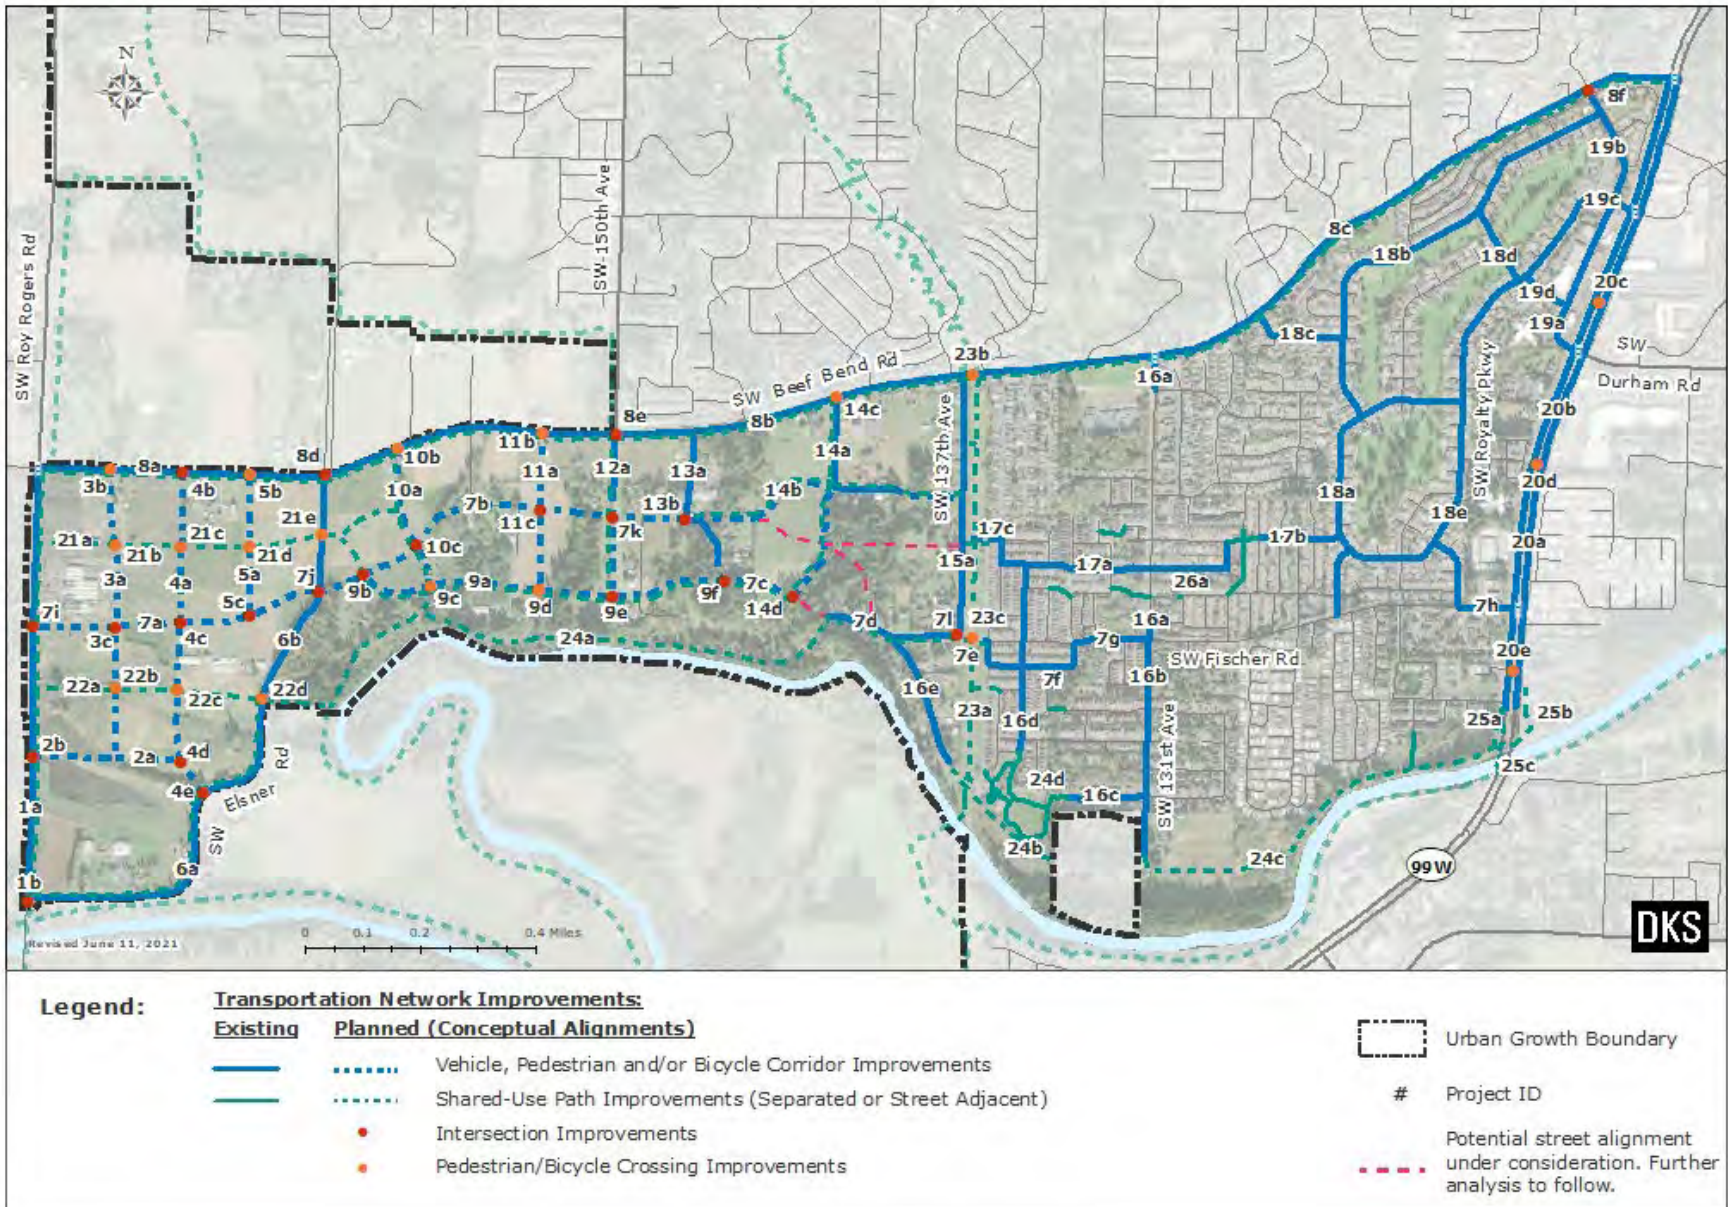 N
SW Roy Rogers Rd
SW 150th Ave
SW Beef Bend Rd
SW 137th Ave
SW Royalty Pkwy
SW
Durham Rd
SW Fischer Rd
SW 131st Ave
SW
Elsner
Rd
99W
8f
19b
19c
8c
18b
18d
20c
19d
19a
18c
23b
16a
20b
14c
8e
8b
11b
10b
8d
8a
3b
4b
5b
11a
12a
13a
14a
14b
10a
7b
13b
11c
7k
20d
18a
18e
20a
21e
21a
21b
21c
21d
10c
17c
17b
15a
17a
26a
3a
4a
5a
7j
9b
9a
9c
9d
9e
9f
7c
14d
7h
7i
7a
5c
3c
4c
6b
24a
7d
7l
23c
16a
7g
7e
7f
16b
20e
22a
22b
22c
22d
16e
23a
16d
25a
25b
25c
2b
2a
4d
4e
1a
24d
16c
24b
24c
6a
1b
Revised June 11, 2021
0 0.1 0.2 0.4 Miles
DKS
Legend:
Transportation Network Improvements:
Existing Planned (Conceptual Alignments)
Vehicle, Pedestrian and/or Bicycle Corridor Improvements
Shared-Use Path Improvements (Separated or Street Adjacent)
Intersection Improvements
Pedestrian/Bicycle Crossing Improvements
Urban Growth Boundary
# Project ID
Potential street alignment
under consideration. Further
analysis to follow.